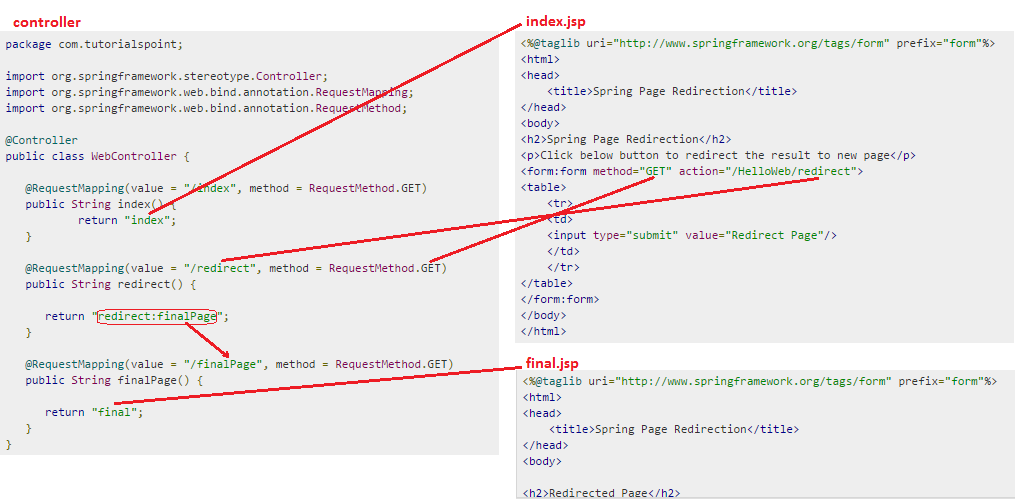 controller
package com.tutorialspoint;
import org.springframework.stereotype.Controller;
import org.springframework.web.bind.annotation.RequestMapping;
import org.springframework.web.bind.annotation.RequestMethod;
@Controller
public class WebController {
@RequestMapping(value = "/index", method = RequestMethod.GET)
public String index() {
return "index";
}
@RequestMapping(value = "/redirect", method = RequestMethod.GET)
public String redirect() {
return "redirect:finalPage";
}
@RequestMapping(value = "/finalPage", method = RequestMethod.GET)
public String finalPage() {
return "final";
}
}
index.jsp
<%@taglib uri="http://www.springframework.org/tags/form" prefix="form"%>
<html>
<head>
<title>Spring Page Redirection</title>
</head>
<body>
<h2>Spring Page Redirection</h2>
<p>Click below button to redirect the result to new page</p>
<form:form method="GET" action="/HelloWeb/redirect">
<table>
<tr>
<td>
<input type="submit" value="Redirect Page"/>
</td>
</tr>
</table>
</form:form>
</body>
</html>
final.jsp
<%@taglib uri="http://www.springframework.org/tags/form" prefix="form"%>
<html>
<head>
<title>Spring Page Redirection</title>
</head>
<body>
<h2>Redirected Page</h2>